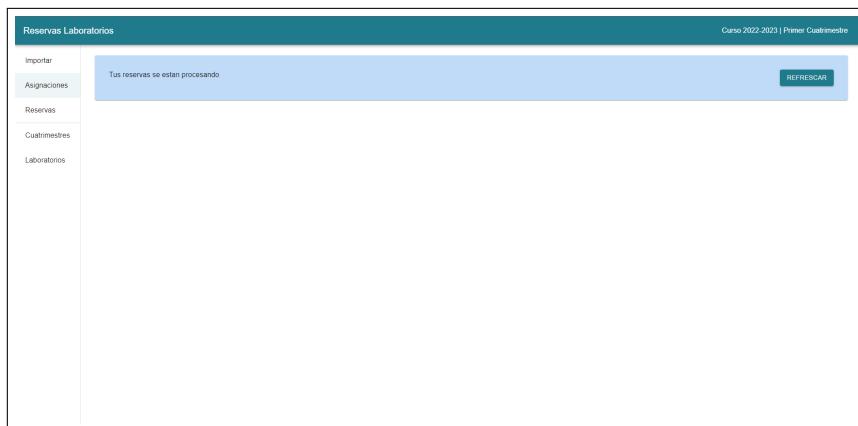 Reservas Laboratorios
Curso 2022-2023 | Primer Cuatrimestre
Importar
Asignaciones
Reservas
Cuatrimestres
Laboratorios
Tus reservas se estan procesando
REFRESCAR